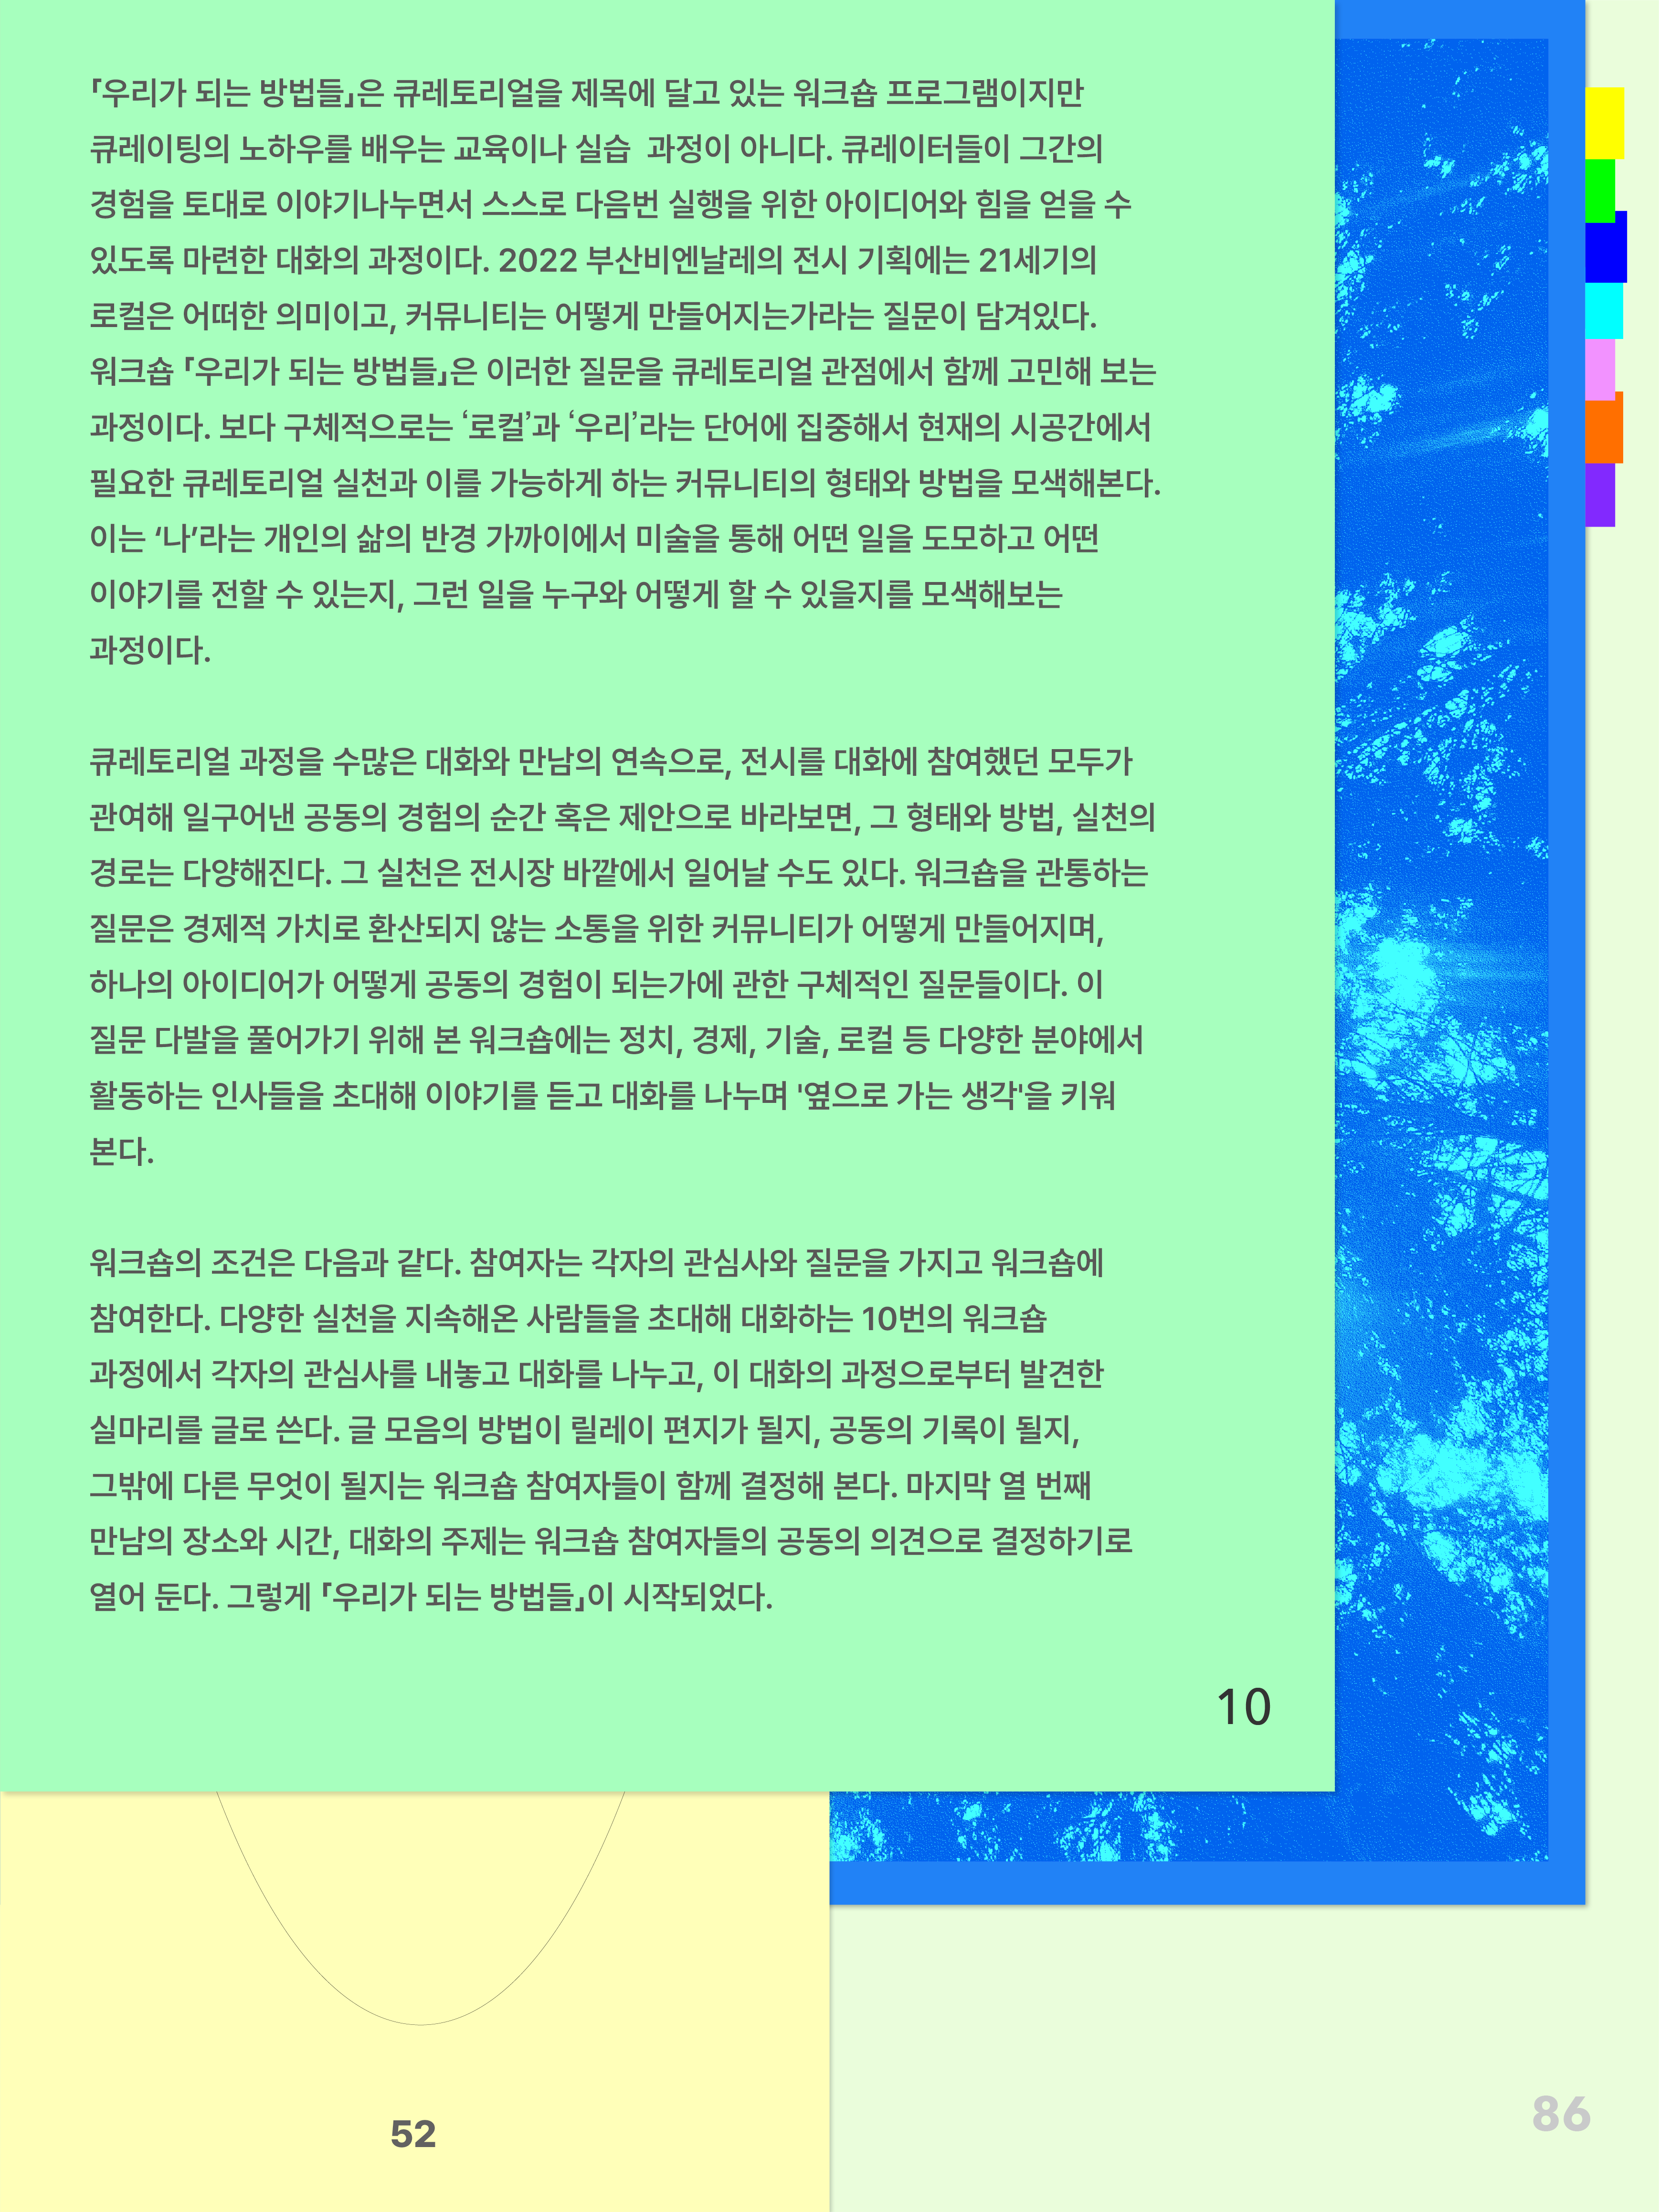 『우리가 되는 방법들』은 큐레토리얼을 제목에 달고 있는 워크숍 프로그램이지만
큐레이팅의 노하우를 배우는 교육이나 실습  과정이 아니다. 큐레이터들이 그간의
경험을 토대로 이야기나누면서 스스로 다음번 실행을 위한 아이디어와 힘을 얻을 수
있도록 마련한 대화의 과정이다. 2022 부산비엔날레의 전시 기획에는 21세기의
로컬은 어떠한 의미이고, 커뮤니티는 어떻게 만들어지는가라는 질문이 담겨있다.
워크숍 『우리가 되는 방법들』은 이러한 질문을 큐레토리얼 관점에서 함께 고민해 보는
과정이다. 보다 구체적으로는 ‘로컬’과 ‘우리’라는 단어에 집중해서 현재의 시공간에서
필요한 큐레토리얼 실천과 이를 가능하게 하는 커뮤니티의 형태와 방법을 모색해본다.
이는 ‘나’라는 개인의 삶의 반경 가까이에서 미술을 통해 어떤 일을 도모하고 어떤
이야기를 전할 수 있는지, 그런 일을 누구와 어떻게 할 수 있을지를 모색해보는
과정이다.
큐레토리얼 과정을 수많은 대화와 만남의 연속으로, 전시를 대화에 참여했던 모두가
관여해 일구어낸 공동의 경험의 순간 혹은 제안으로 바라보면, 그 형태와 방법, 실천의
경로는 다양해진다. 그 실천은 전시장 바깥에서 일어날 수도 있다. 워크숍을 관통하는
질문은 경제적 가치로 환산되지 않는 소통을 위한 커뮤니티가 어떻게 만들어지며,
하나의 아이디어가 어떻게 공동의 경험이 되는가에 관한 구체적인 질문들이다. 이
질문 다발을 풀어가기 위해 본 워크숍에는 정치, 경제, 기술, 로컬 등 다양한 분야에서
활동하는 인사들을 초대해 이야기를 듣고 대화를 나누며 '옆으로 가는 생각'을 키워
본다.
워크숍의 조건은 다음과 같다. 참여자는 각자의 관심사와 질문을 가지고 워크숍에
참여한다. 다양한 실천을 지속해온 사람들을 초대해 대화하는 10번의 워크숍
과정에서 각자의 관심사를 내놓고 대화를 나누고, 이 대화의 과정으로부터 발견한
실마리를 글로 쓴다. 글 모음의 방법이 릴레이 편지가 될지, 공동의 기록이 될지,
그밖에 다른 무엇이 될지는 워크숍 참여자들이 함께 결정해 본다. 마지막 열 번째
만남의 장소와 시간, 대화의 주제는 워크숍 참여자들의 공동의 의견으로 결정하기로
열어 둔다. 그렇게 『우리가 되는 방법들』이 시작되었다.
10
52
86